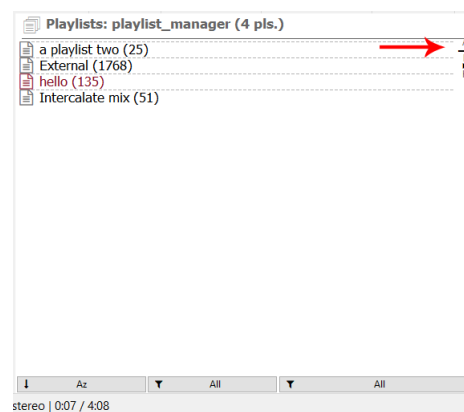 Playlists: playlist_manager (4 pls.)
a playlist two (25)
External (1768)
hello (135)
Intercalate mix (51)
Az All All
stereo | 0:07 / 4:08